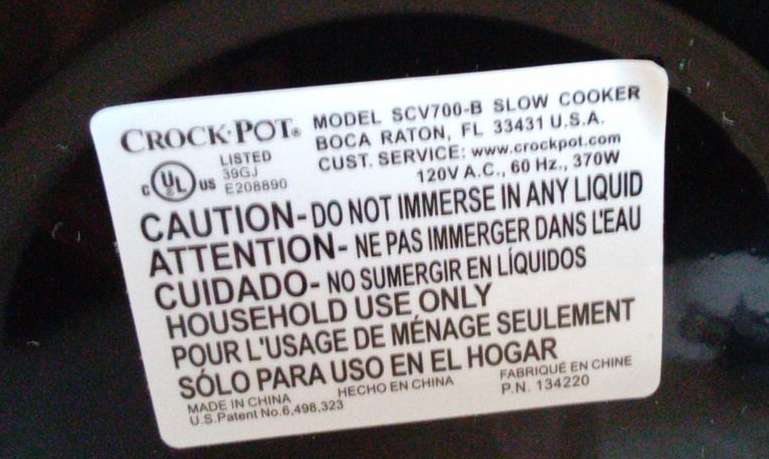 CROCK·POT® MODEL SCV700-B SLOW COOKER
BOCA RATON, FL 33431 U.S.A.
CUST. SERVICE: www.crockpot.com
120V A.C., 60 Hz., 370W
C UL US LISTED
39GJ
E208890
CAUTION-DO NOT IMMERSE IN ANY LIQUID
ATTENTION- NE PAS IMMERGER DANS L'EAU
CUIDADO- NO SUMERGIR EN LÍQUIDOS
HOUSEHOLD USE ONLY
POUR L'USAGE DE MÉNAGE SEULEMENT
SÓLO PARA USO EN EL HOGAR
MADE IN CHINA HECHO EN CHINA FABRIQUÉ EN CHINE
U.S.Patent No.6,498,323 P.N. 134220